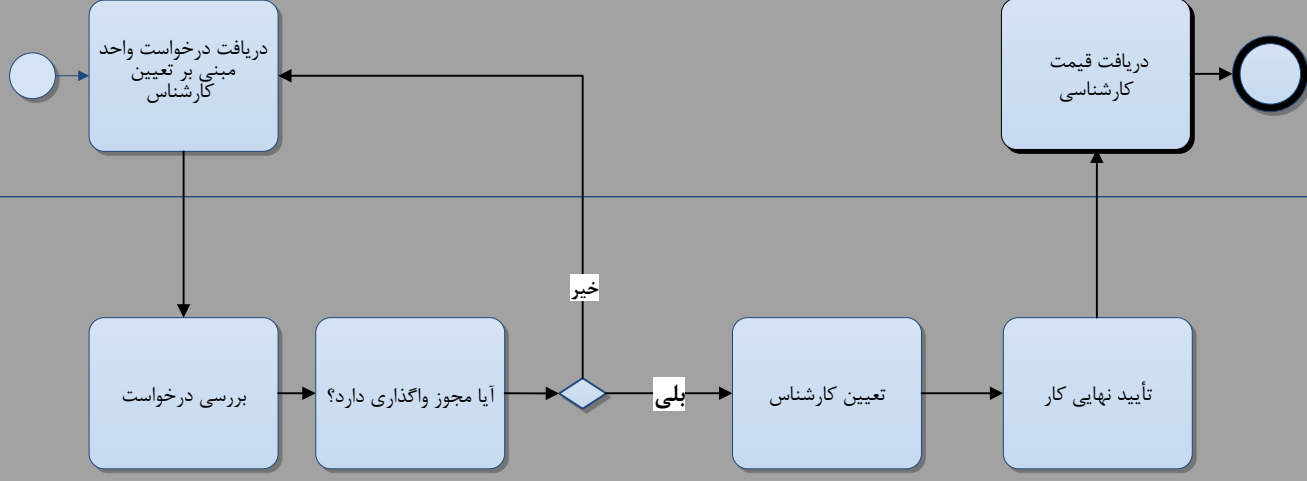 دریافت درخواست واحد
مبنی بر تعیین
کارشناس
دریافت قیمت
کارشناسی
خیر
بررسی درخواست
آیا مجوز واگذاری دارد؟
بلی
تعیین کارشناس
تأیید نهایی کار